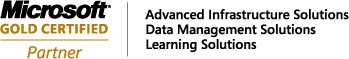 Microsoft
GOLD CERTIFIED
Partner
Advanced Infrastructure Solutions
Data Management Solutions
Learning Solutions